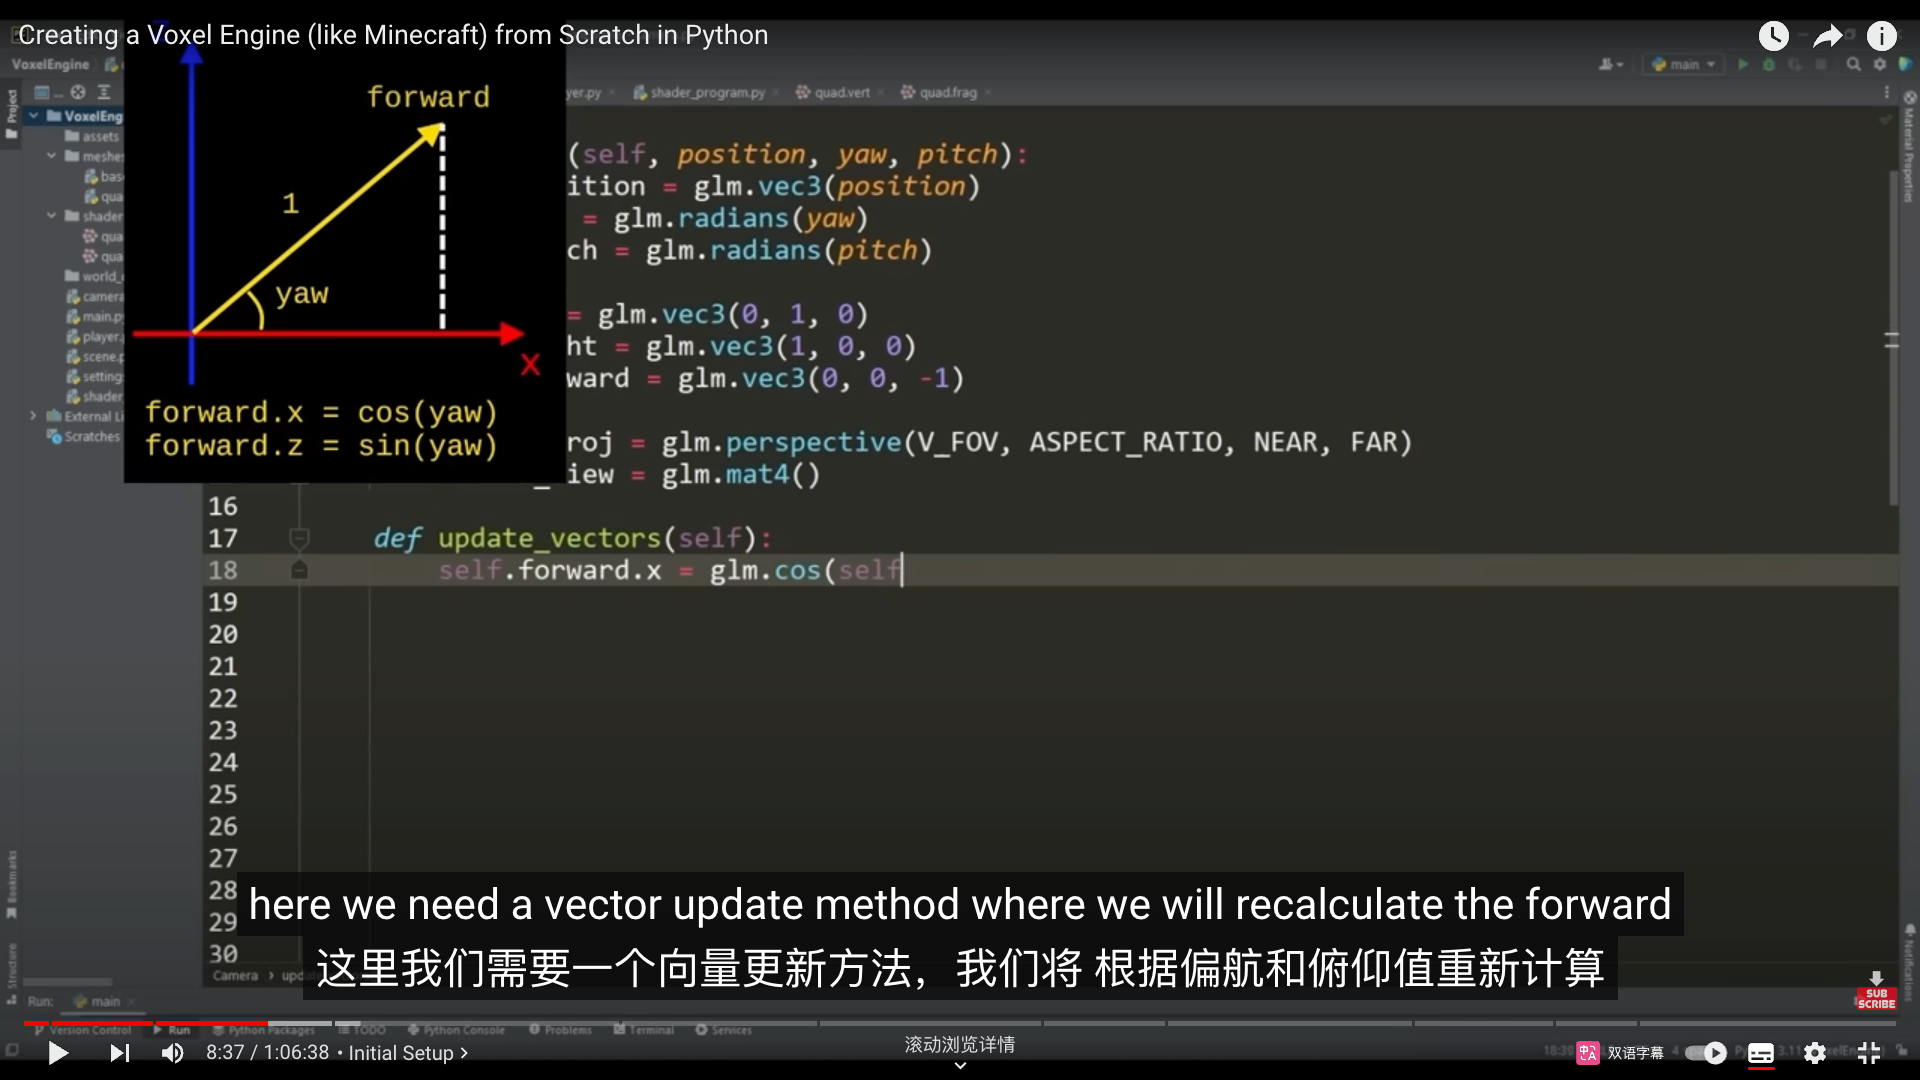 Creating a Voxel Engine (like Minecraft) from Scratch in Python
VoxelEngine
main
yer.py
shader_program.py
quad.vert
quad.frag
Project
VoxelEng
assets
meshe
bas
qua
shader
qua
qua
world_
camera
main.p
player.
scene.p
setting
shader
External Li
Scratches
forward
1
yaw
x
forward.x = cos(yaw)
forward.z = sin(yaw)
(self, position, yaw, pitch):
ition = glm.vec3(position)
= glm.radians(yaw)
ch = glm.radians(pitch)
= glm.vec3(0, 1, 0)
ht = glm.vec3(1, 0, 0)
ward = glm.vec3(0, 0, -1)
roj = glm.perspective(V_FOV, ASPECT_RATIO, NEAR, FAR)
_iew = glm.mat4()
16
17 def update_vectors(self):
18 self.forward.x = glm.cos(self
19
20
21
22
23
24
25
26
27
28
29
30
Material Properties
Notifications
Bookmarks
Structure
here we need a vector update method where we will recalculate the forward
这里我们需要一个向量更新方法，我们将 根据偏航和俯仰值重新计算
Camera › upd
SUB
SCRIBE
Run: main
Version Control Run Python Packages TODO Python Console Problems Terminal Services
8:37 / 1:06:38 • Initial Setup ›
滚动浏览详情
双语字幕